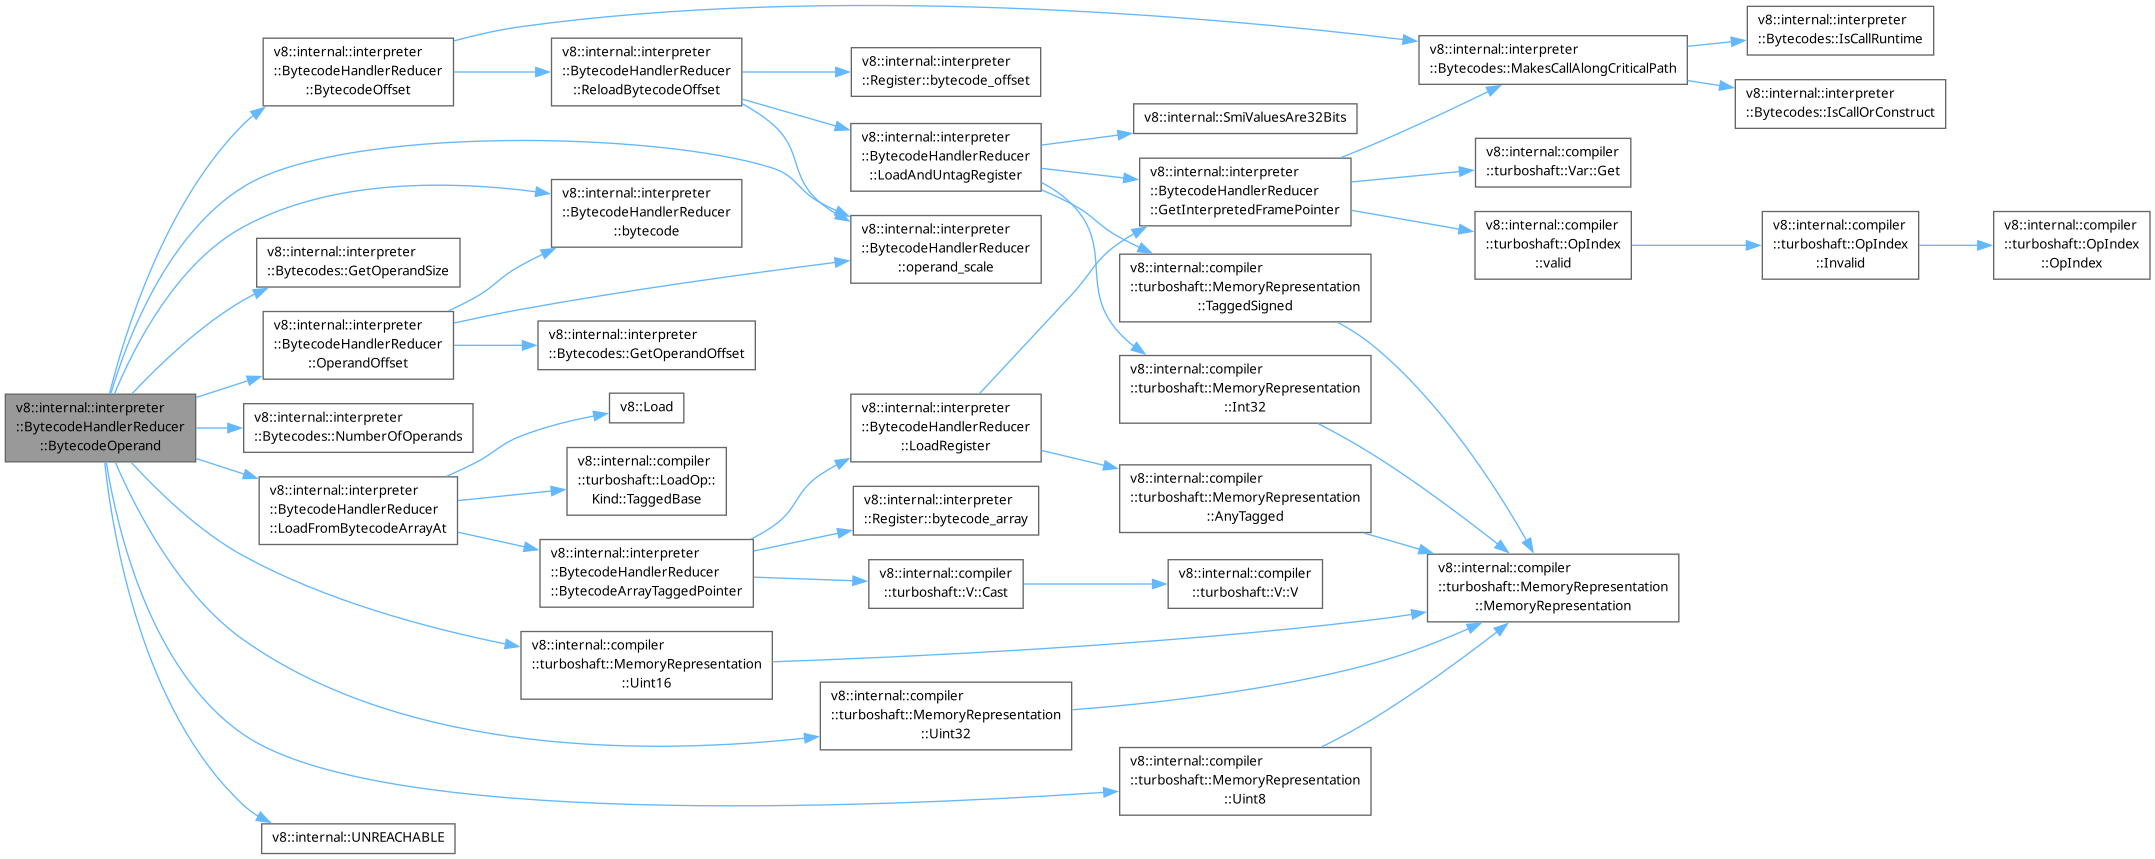 v8::internal::interpreter
::BytecodeHandlerReducer
::BytecodeOperand
v8::internal::interpreter
::BytecodeHandlerReducer
::BytecodeOffset
v8::internal::interpreter
::Bytecodes::GetOperandSize
v8::internal::interpreter
::BytecodeHandlerReducer
::OperandOffset
v8::internal::interpreter
::Bytecodes::NumberOfOperands
v8::internal::interpreter
::BytecodeHandlerReducer
::LoadFromBytecodeArrayAt
v8::internal::UNREACHABLE
v8::internal::interpreter
::BytecodeHandlerReducer
::ReloadBytecodeOffset
v8::internal::interpreter
::BytecodeHandlerReducer
::bytecode
v8::internal::interpreter
::Bytecodes::GetOperandOffset
v8::Load
v8::internal::compiler
::turboshaft::LoadOp::
Kind::TaggedBase
v8::internal::interpreter
::BytecodeHandlerReducer
::BytecodeArrayTaggedPointer
v8::internal::compiler
::turboshaft::MemoryRepresentation
::Uint16
v8::internal::interpreter
::Register::bytecode_offset
v8::internal::interpreter
::BytecodeHandlerReducer
::LoadAndUntagRegister
v8::internal::interpreter
::BytecodeHandlerReducer
::operand_scale
v8::internal::interpreter
::BytecodeHandlerReducer
::LoadRegister
v8::internal::interpreter
::Register::bytecode_array
v8::internal::compiler
::turboshaft::V::Cast
v8::internal::compiler
::turboshaft::MemoryRepresentation
::Uint32
v8::internal::SmiValuesAre32Bits
v8::internal::interpreter
::BytecodeHandlerReducer
::GetInterpretedFramePointer
v8::internal::compiler
::turboshaft::MemoryRepresentation
::TaggedSigned
v8::internal::compiler
::turboshaft::MemoryRepresentation
::Int32
v8::internal::compiler
::turboshaft::MemoryRepresentation
::AnyTagged
v8::internal::compiler
::turboshaft::V::V
v8::internal::compiler
::turboshaft::MemoryRepresentation
::Uint8
v8::internal::interpreter
::Bytecodes::MakesCallAlongCriticalPath
v8::internal::compiler
::turboshaft::Var::Get
v8::internal::compiler
::turboshaft::OpIndex
::valid
v8::internal::compiler
::turboshaft::MemoryRepresentation
::MemoryRepresentation
v8::internal::interpreter
::Bytecodes::IsCallRuntime
v8::internal::interpreter
::Bytecodes::IsCallOrConstruct
v8::internal::compiler
::turboshaft::OpIndex
::Invalid
v8::internal::compiler
::turboshaft::OpIndex
::OpIndex